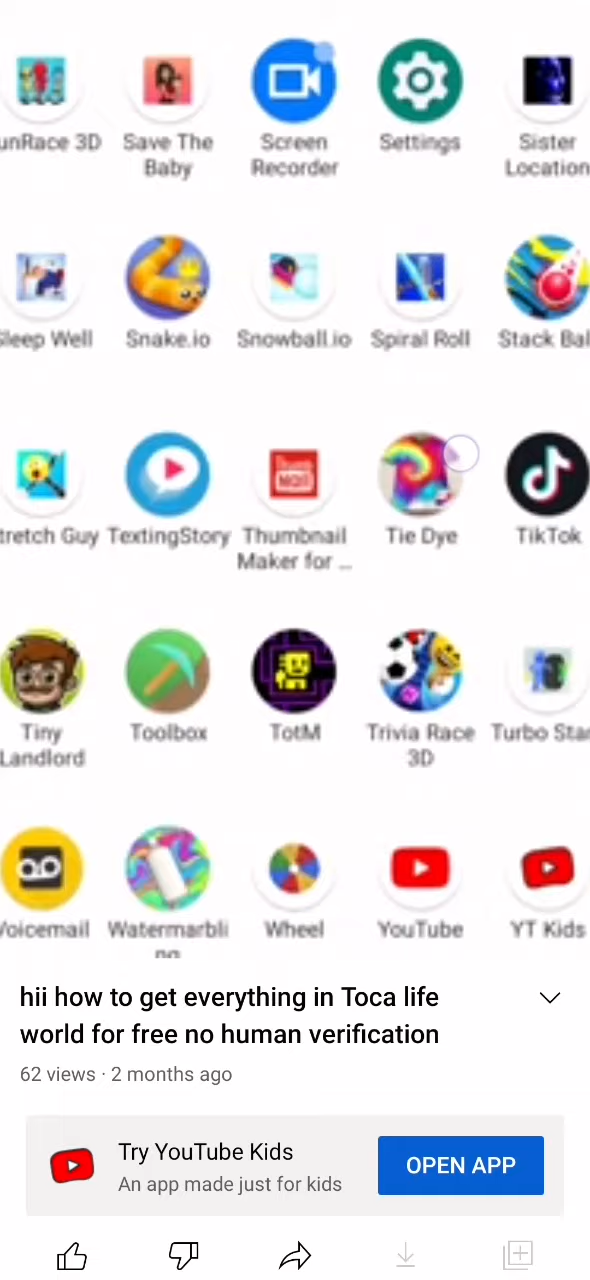 unRace 3D Save The Baby Screen Recorder Settings Sister Location
leep Well Snake.io Snowball.io Spiral Roll Stack Bal
tretch Guy TextingStory Thumbnail Maker for ... Tie Dye TikTok
Tiny Landlord Toolbox TotM Trivia Race 3D Turbo Star
Voicemail Watermarbli ng Wheel YouTube YT Kids
hii how to get everything in Toca life
world for free no human verification
62 views · 2 months ago
Try YouTube Kids
An app made just for kids
OPEN APP